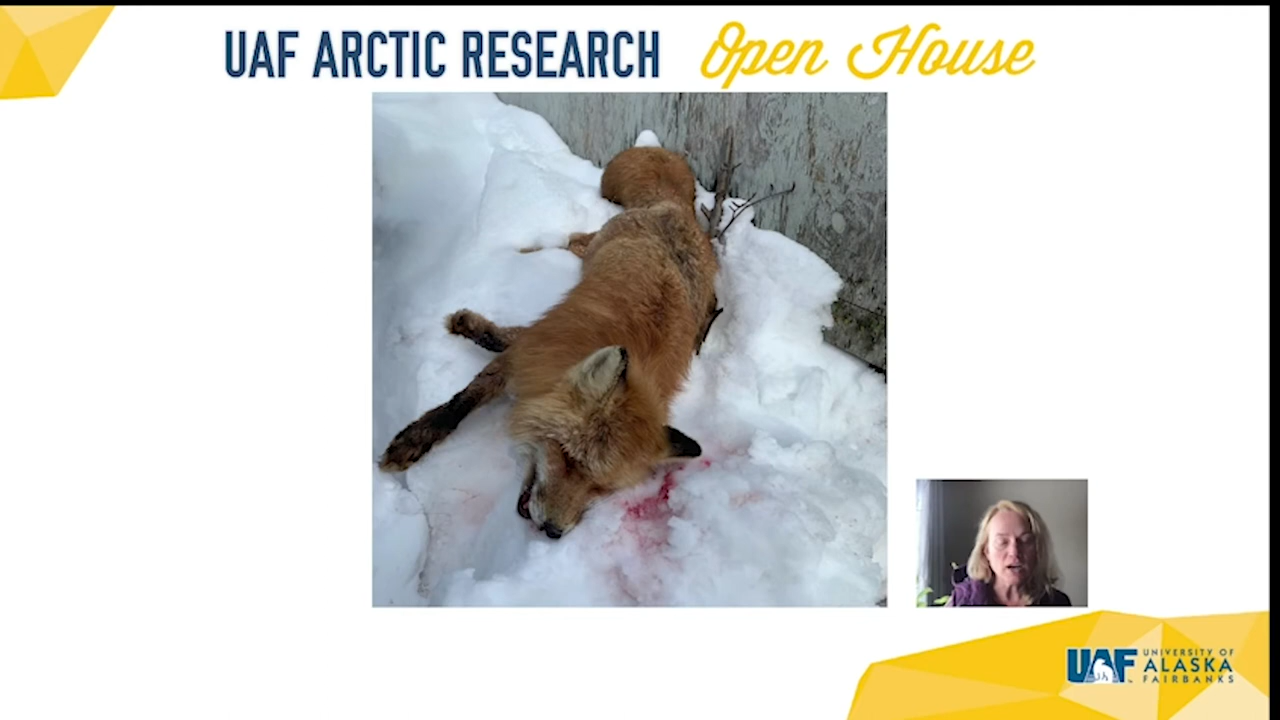 UAF ARCTIC RESEARCH Open House
UAF UNIVERSITY OF
ALASKA
FAIRBANKS